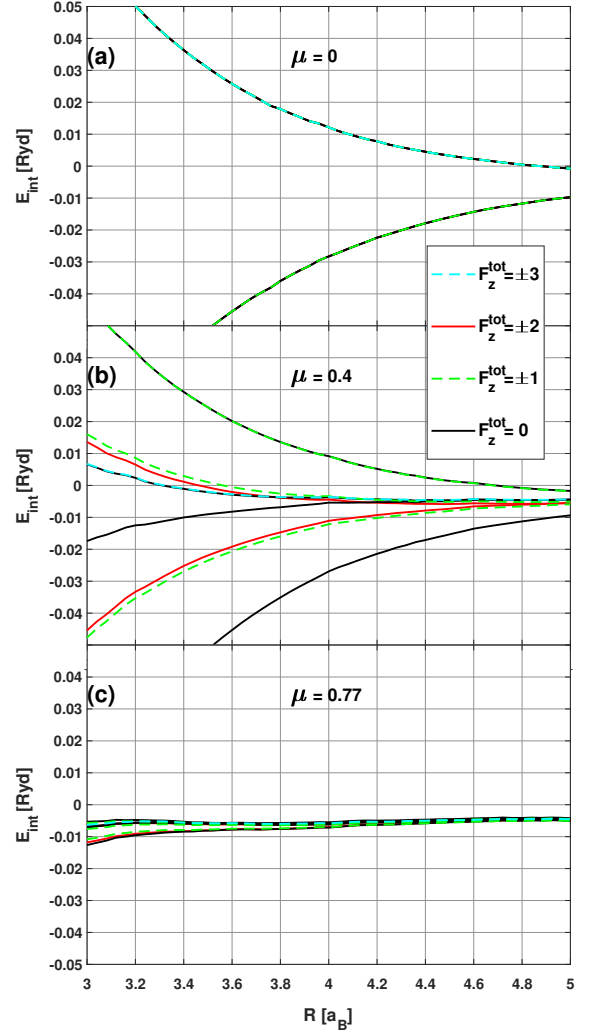 0.05
(a)
μ = 0
0.04
0.03
0.02
0.01
0
-0.01
-0.02
-0.03
-0.04
E_int [Ryd]
F_z^tot=±3
F_z^tot=±2
F_z^tot=±1
F_z^tot= 0
(b)
μ = 0.4
0.04
0.03
0.02
0.01
0
-0.01
-0.02
-0.03
-0.04
E_int [Ryd]
(c)
μ = 0.77
0.04
0.03
0.02
0.01
0
-0.01
-0.02
-0.03
-0.04
-0.05
E_int [Ryd]
3 3.2 3.4 3.6 3.8 4 4.2 4.4 4.6 4.8 5
R [a_B]